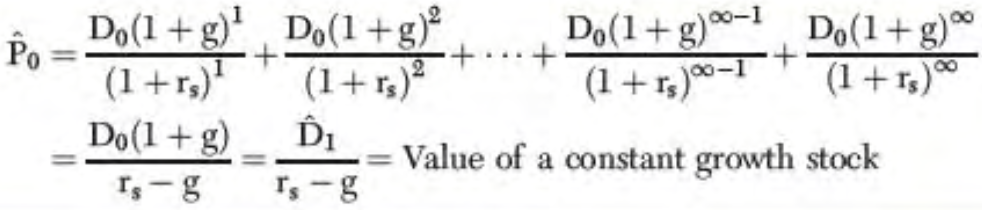 P̂₀ = D₀(1 + g)¹/(1 + rₛ)¹ + D₀(1 + g)²/(1 + rₛ)² + ⋯ + D₀(1 + g)^∞−1/(1 + rₛ)^∞−1 + D₀(1 + g)^∞/(1 + rₛ)^∞
= D₀(1 + g)/rₛ − g = D̂₁/rₛ − g = Value of a constant growth stock